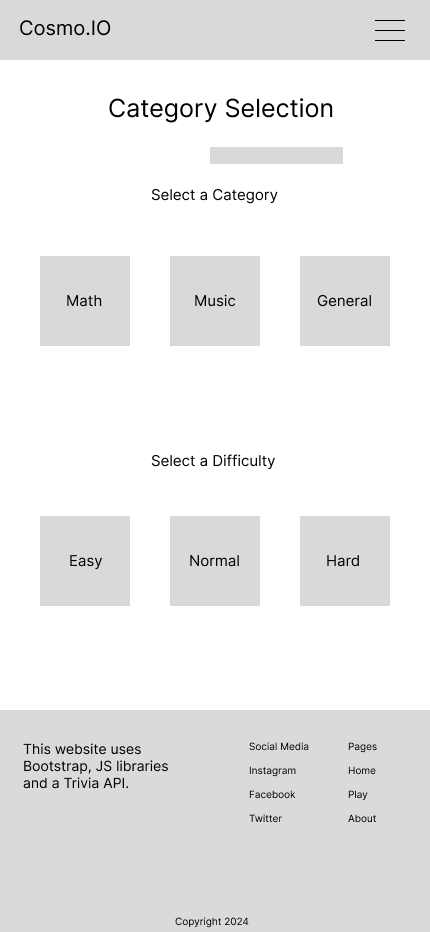 Cosmo.IO
Category Selection
Select a Category
Math
Music
General
Select a Difficulty
Easy
Normal
Hard
This website uses
Bootstrap, JS libraries
and a Trivia API.
Social Media
Instagram
Facebook
Twitter
Pages
Home
Play
About
Copyright 2024